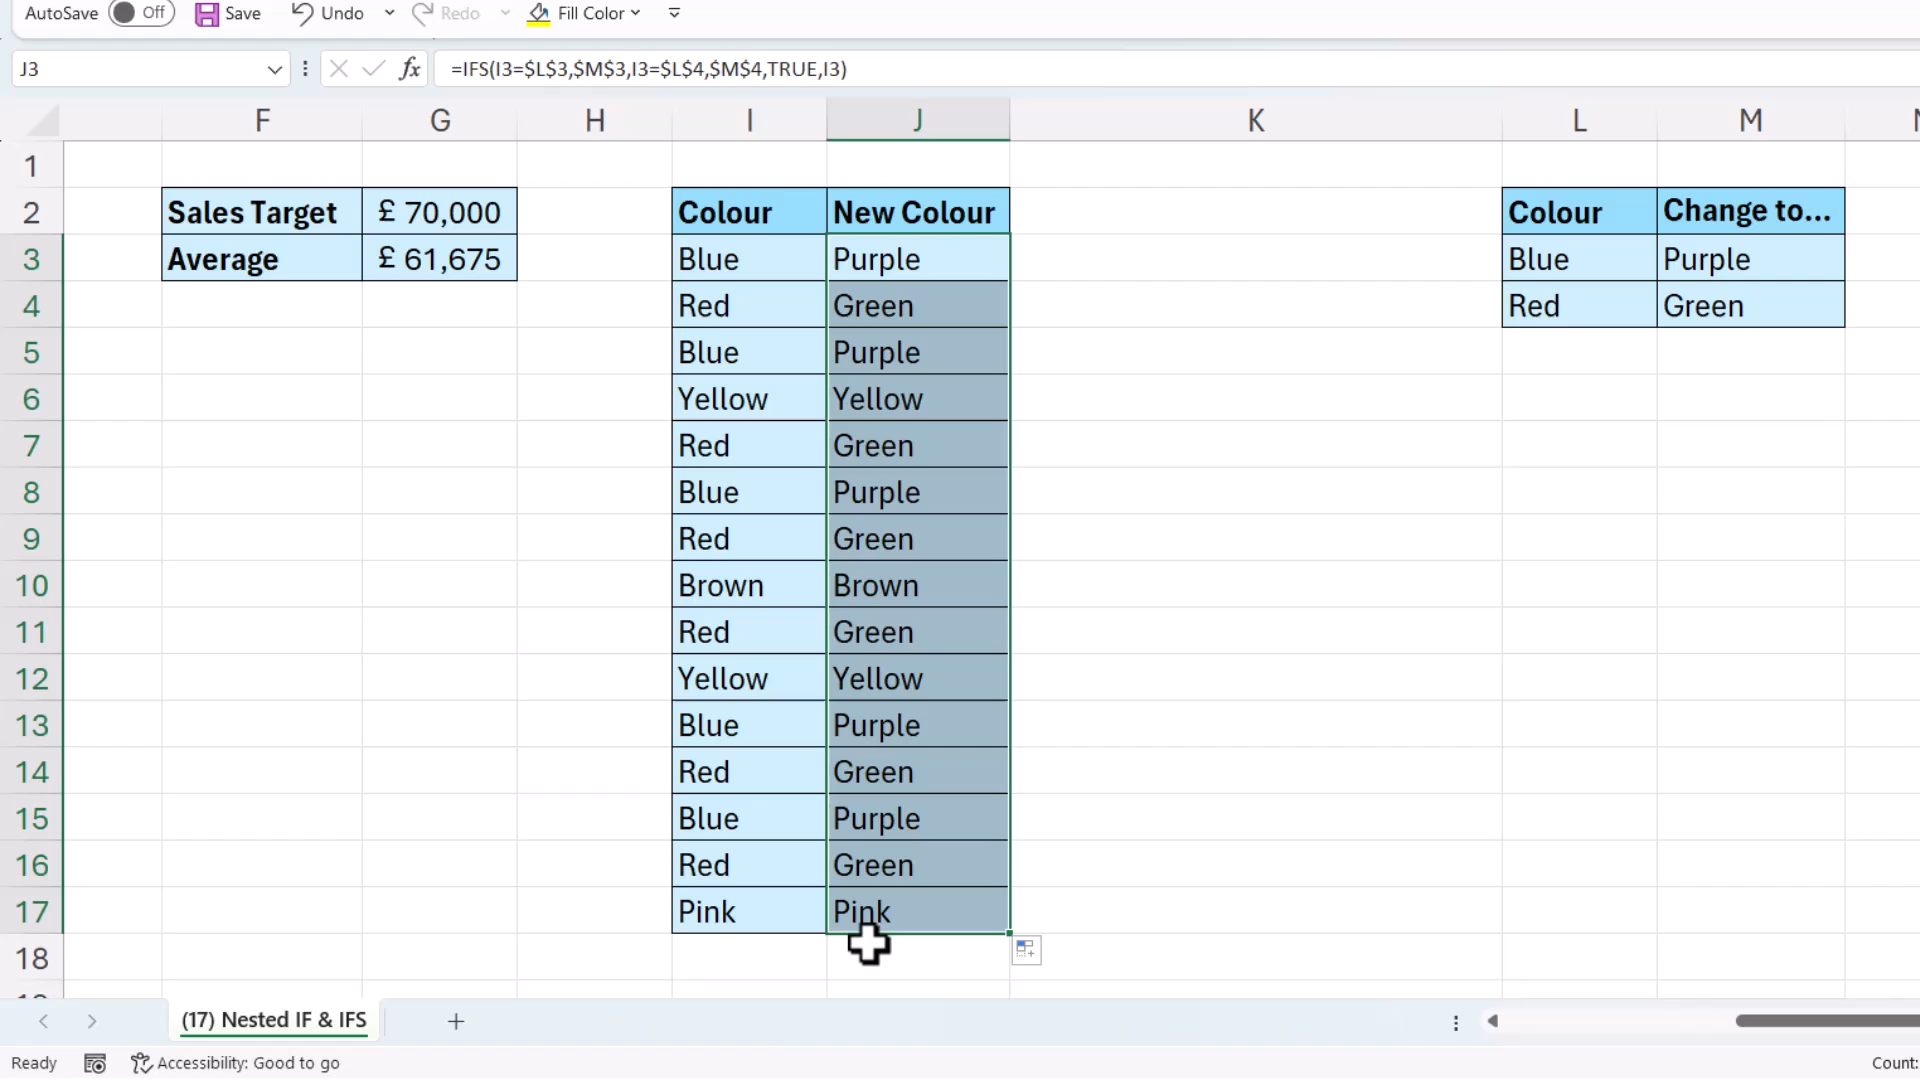 AutoSave Off Save Undo Redo Fill Color
J3 fx =IFS(I3=$L$3,$M$3,I3=$L$4,$M$4,TRUE,I3)
F G H I J K L M
1
2 Sales Target £ 70,000 Colour New Colour Colour Change to...
3 Average £ 61,675 Blue Purple Blue Purple
4 Red Green Red Green
5 Blue Purple
6 Yellow Yellow
7 Red Green
8 Blue Purple
9 Red Green
10 Brown Brown
11 Red Green
12 Yellow Yellow
13 Blue Purple
14 Red Green
15 Blue Purple
16 Red Green
17 Pink Pink
18
(17) Nested IF & IFS
Ready Accessibility: Good to go Count: